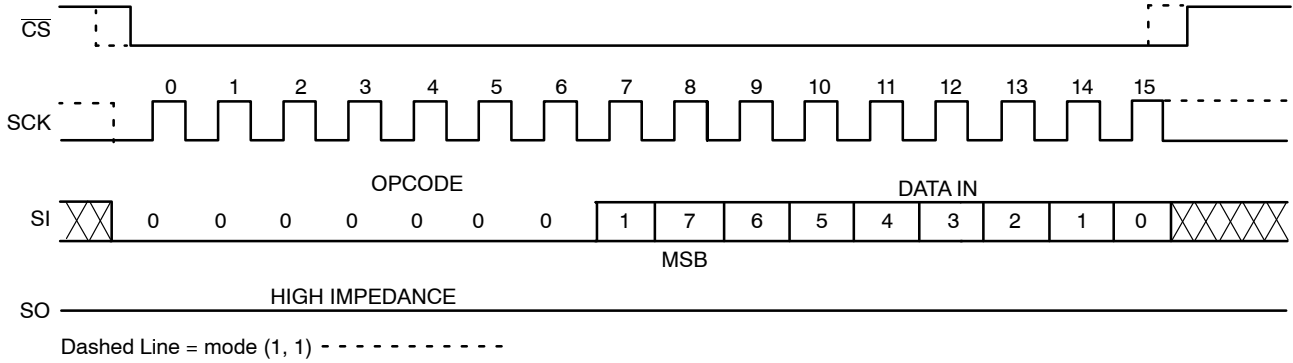 CS
SCK
0 1 2 3 4 5 6 7 8 9 10 11 12 13 14 15
OPCODE DATA IN
SI
0 0 0 0 0 0 0 1 7 6 5 4 3 2 1 0
MSB
HIGH IMPEDANCE
SO
Dashed Line = mode (1, 1)